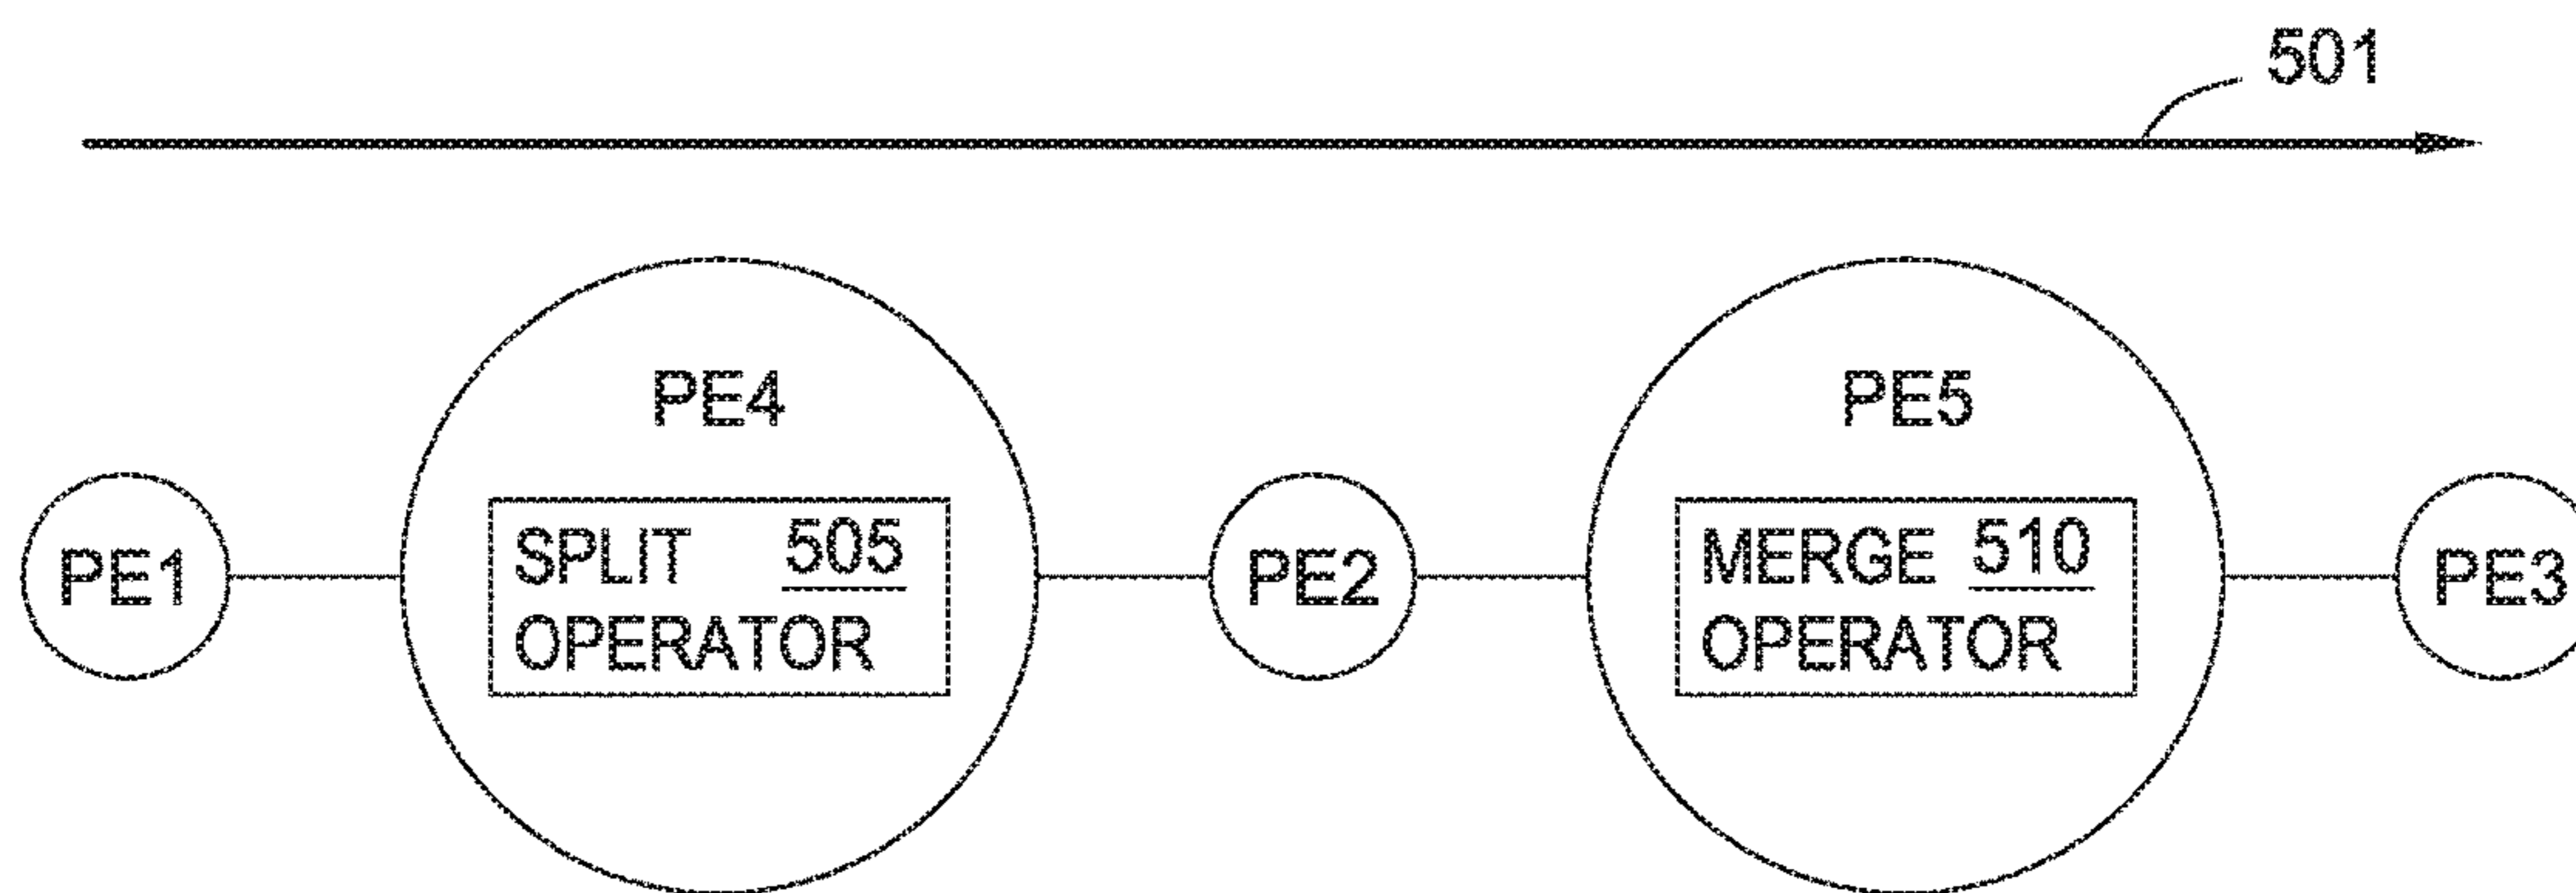 501
PE4
PE5
PE1
SPLIT 505
OPERATOR
PE2
MERGE 510
OPERATOR
PE3